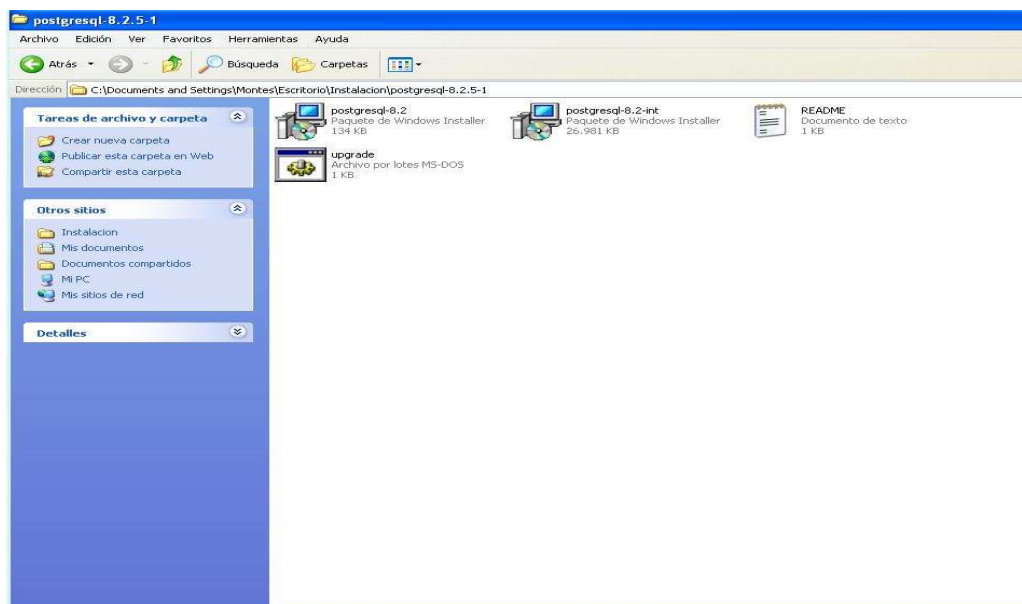 postgresql-8.2.5-1
Archivo Edición Ver Favoritos Herramientas Ayuda
Atrás Búsqueda Carpetas
Dirección C:\Documents and Settings\Montes\Escritorio\Instalacion\postgresql-8.2.5-1
Tareas de archivo y carpeta
Crear nueva carpeta
Publicar esta carpeta en Web
Compartir esta carpeta
Otros sitios
Instalacion
Mis documentos
Documentos compartidos
Mi PC
Mis sitios de red
Detalles
postgresql-8.2
Paquete de Windows Installer
134 KB
postgresql-8.2-int
Paquete de Windows Installer
26.981 KB
README
Documento de texto
1 KB
upgrade
Archivo por lotes MS-DOS
1 KB